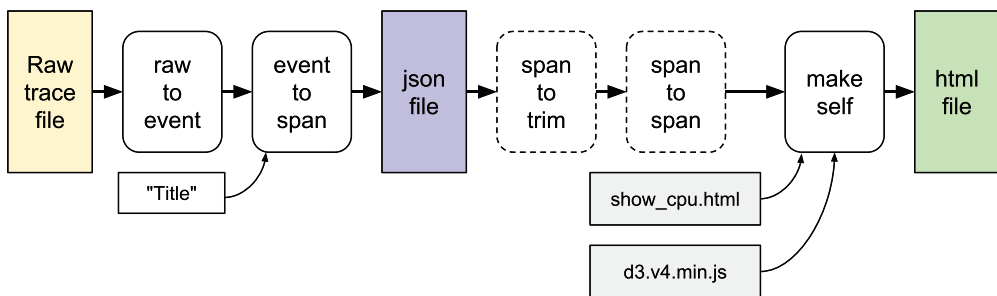 Raw
trace
file
raw
to
event
event
to
span
json
file
span
to
trim
span
to
span
make
self
html
file
"Title"
show_cpu.html
d3.v4.min.js